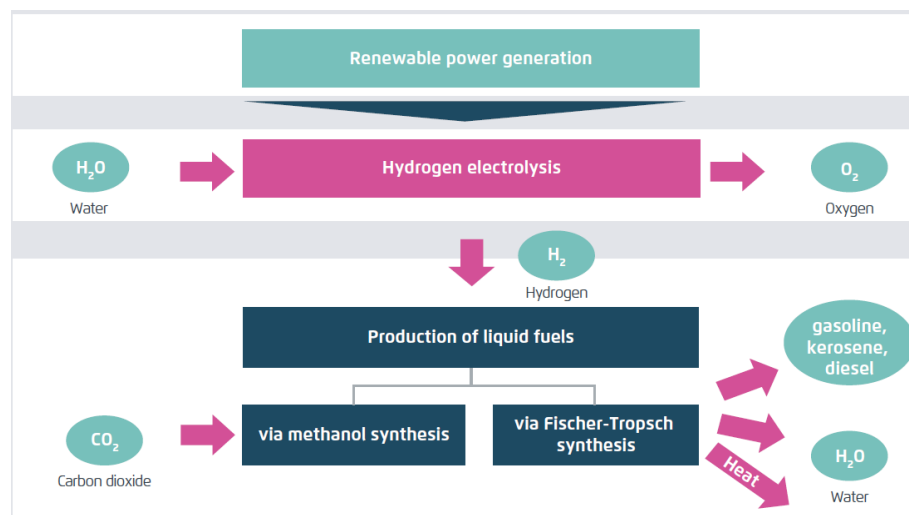 Renewable power generation
H₂O
Hydrogen electrolysis
O₂
Water
Oxygen
H₂
Hydrogen
Production of liquid fuels
gasoline,
kerosene,
diesel
via methanol synthesis
via Fischer-Tropsch
synthesis
CO₂
Carbon dioxide
Heat
H₂O
Water